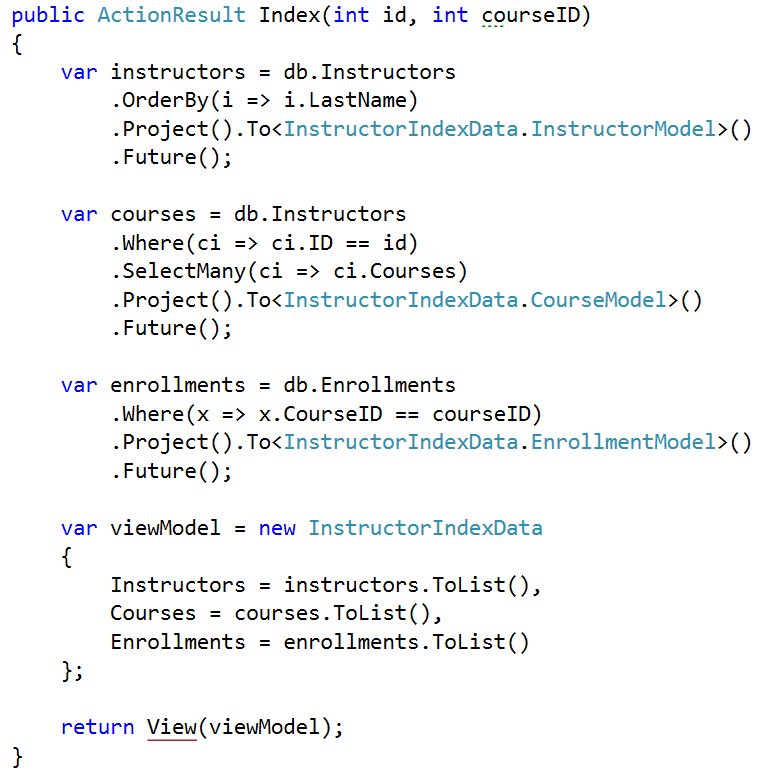 public ActionResult Index(int id, int courseID)
{
    var instructors = db.Instructors
        .OrderBy(i => i.LastName)
        .Project().To<InstructorIndexData.InstructorModel>()
        .Future();

    var courses = db.Instructors
        .Where(ci => ci.ID == id)
        .SelectMany(ci => ci.Courses)
        .Project().To<InstructorIndexData.CourseModel>()
        .Future();

    var enrollments = db.Enrollments
        .Where(x => x.CourseID == courseID)
        .Project().To<InstructorIndexData.EnrollmentModel>()
        .Future();

    var viewModel = new InstructorIndexData
    {
        Instructors = instructors.ToList(),
        Courses = courses.ToList(),
        Enrollments = enrollments.ToList()
    };

    return View(viewModel);
}